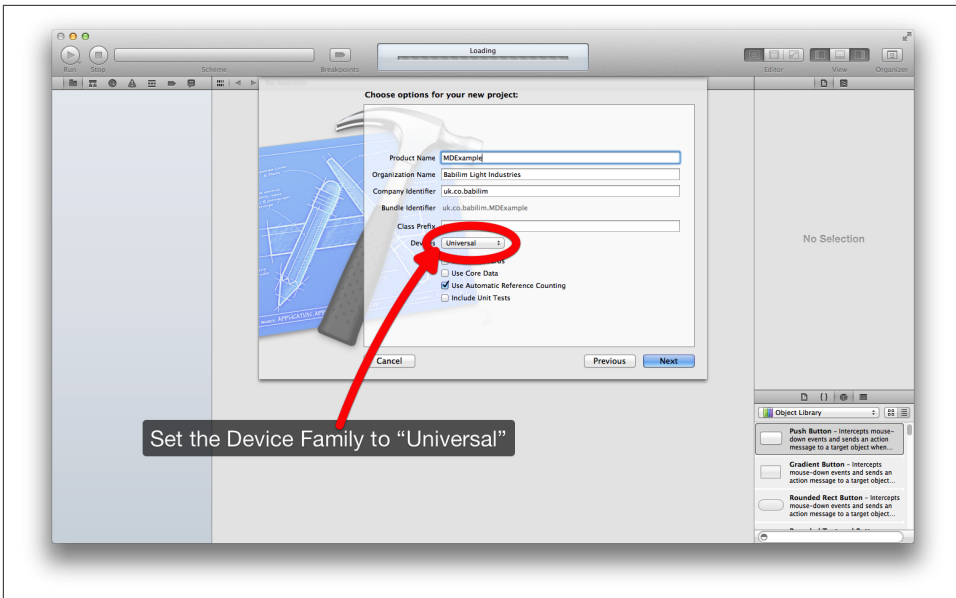 Loading
Run
Stop
Scheme
Breakpoints
Editor
View
Organizer
Choose options for your new project:
Product Name MDExample
Organization Name Babilim Light Industries
Company Identifier uk.co.babilim
Bundle Identifier uk.co.babilim.MDExample
Class Prefix
Universal
Use Core Data
Use Automatic Reference Counting
Include Unit Tests
Cancel
Previous
Next
No Selection
Set the Device Family to “Universal”
Object Library
Push Button – Intercepts mouse-
down events and sends an action
message to a target object when...
Gradient Button – Intercepts
mouse-down events and sends an
action message to a target object...
Rounded Rect Button – Intercepts
mouse-down events and sends an
action message to a target object...